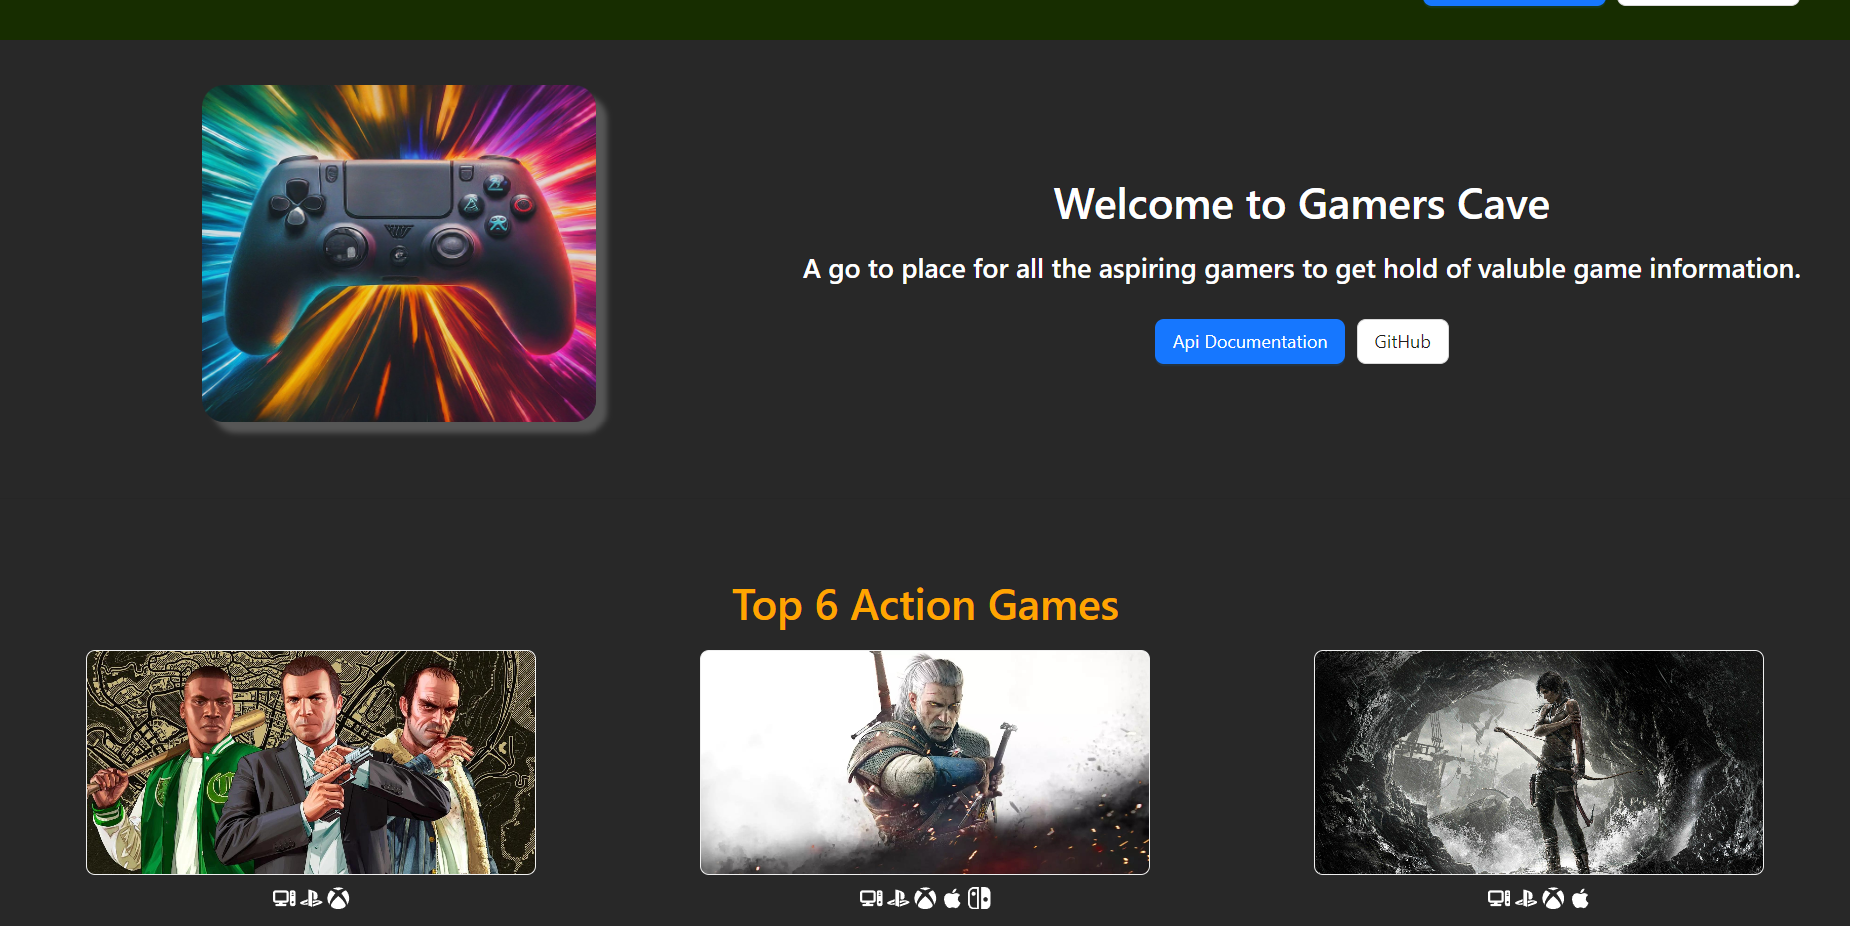 Welcome to Gamers Cave
A go to place for all the aspiring gamers to get hold of valuble game information.
Api Documentation
GitHub
Top 6 Action Games